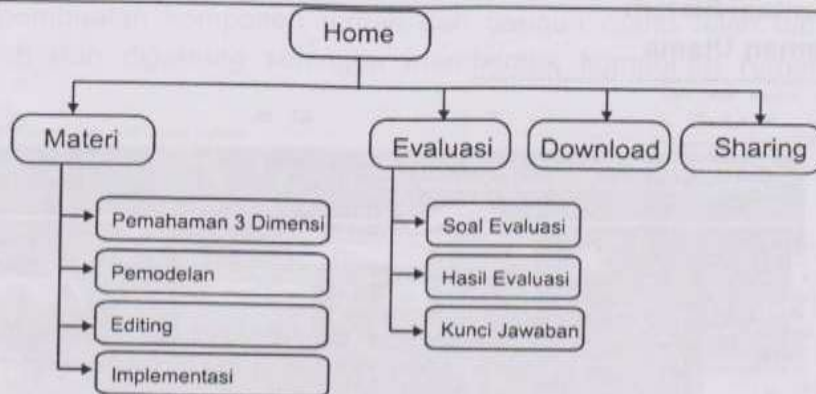 Home
Materi
Evaluasi
Download
Sharing
Pemahaman 3 Dimensi
Pemodelan
Editing
Implementasi
Soal Evaluasi
Hasil Evaluasi
Kunci Jawaban